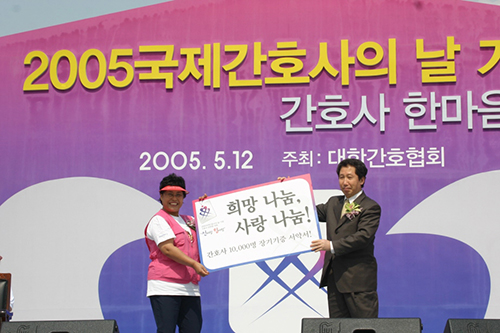 2005국제간호사의 날 기
간호사 한마음
2005. 5.12 주최 : 대한간호협회
희망 나눔,
사랑 나눔!
간호사 10,000명 장기기증 서약서!